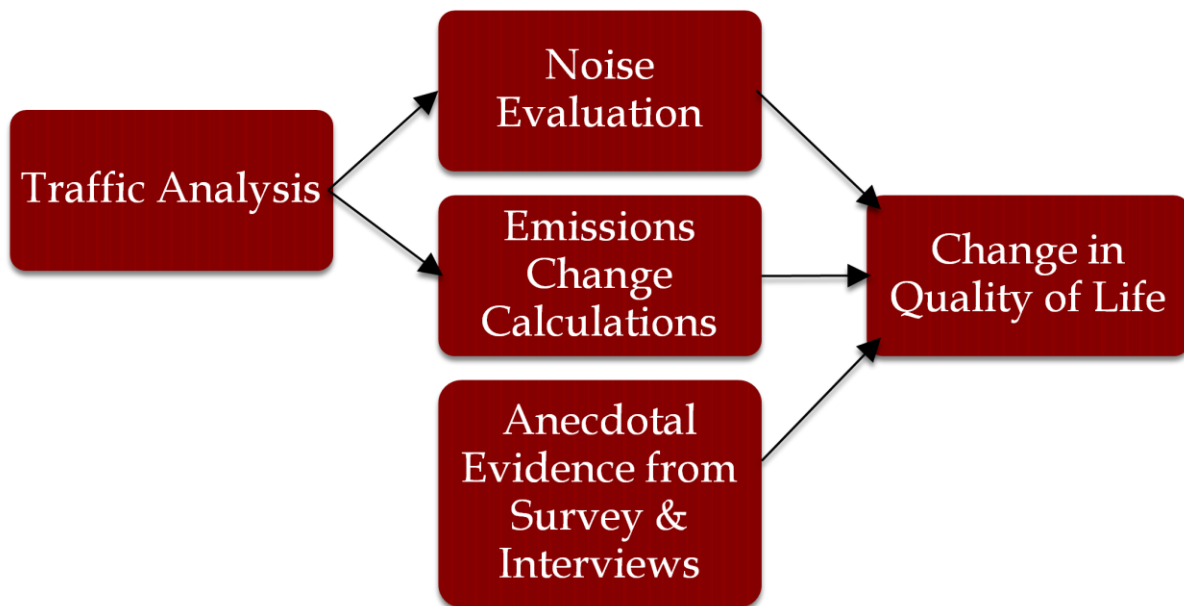 Traffic Analysis
Noise
Evaluation
Emissions
Change
Calculations
Anecdotal
Evidence from
Survey &
Interviews
Change in
Quality of Life